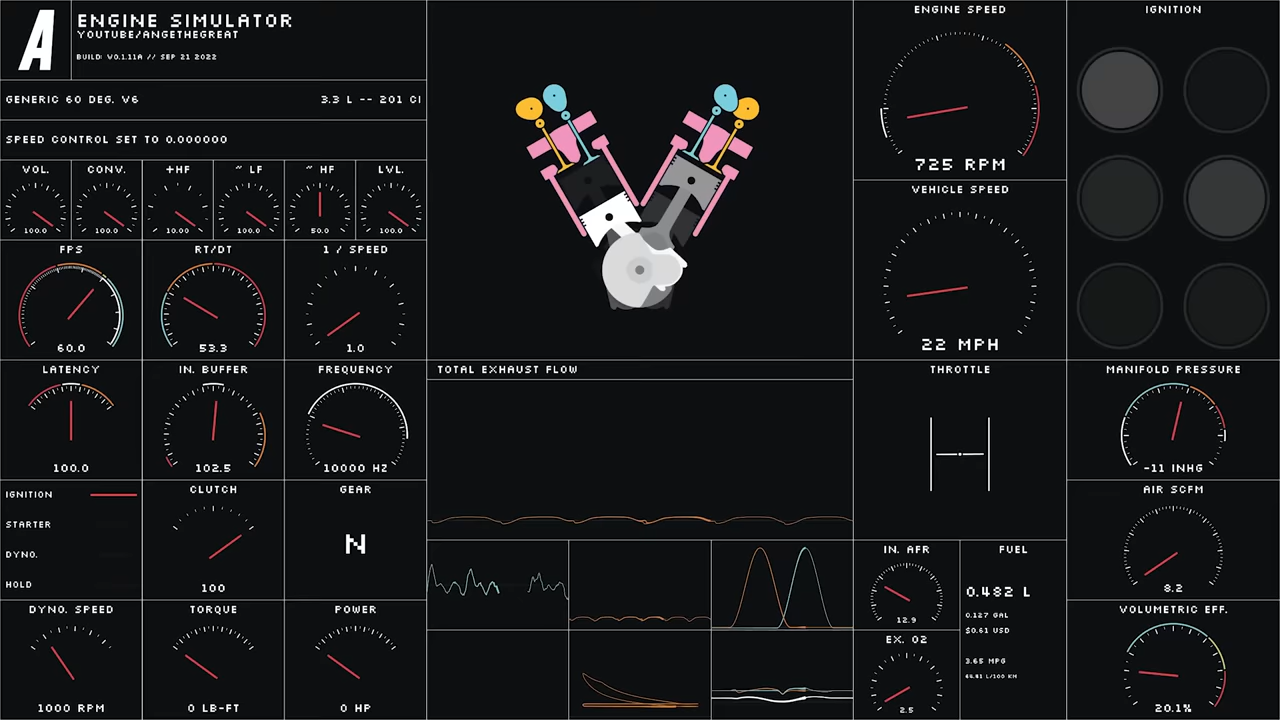 A
ENGINE SIMULATOR
YOUTUBE/ANGETHEGREAT
BUILD: V0.1.11A // SEP 21 2022
GENERIC 60 DEG. V6
3.3 L -- 201 CI
SPEED CONTROL SET TO 0.000000
VOL.
CONV.
+HF
~ LF
~ HF
LVL.
100.0
100.0
10.0
100.0
50.0
100.0
FPS
RT/DT
1 / SPEED
60.0
53.3
1.0
LATENCY
IN. BUFFER
FREQUENCY
100.0
102.5
10000 HZ
IGNITION
STARTER
DYNO.
HOLD
CLUTCH
100
GEAR
N
DYNO. SPEED
TORQUE
POWER
1000 RPM
0 LB-FT
0 HP
TOTAL EXHAUST FLOW
ENGINE SPEED
725 RPM
VEHICLE SPEED
22 MPH
THROTTLE
IN. AFR
12.9
EX. O2
2.5
FUEL
0.482 L
0.127 GAL
$0.61 USD
3.65 MPG
IGNITION
MANIFOLD PRESSURE
-11 INHG
AIR SCFM
8.2
VOLUMETRIC EFF.
20.1%